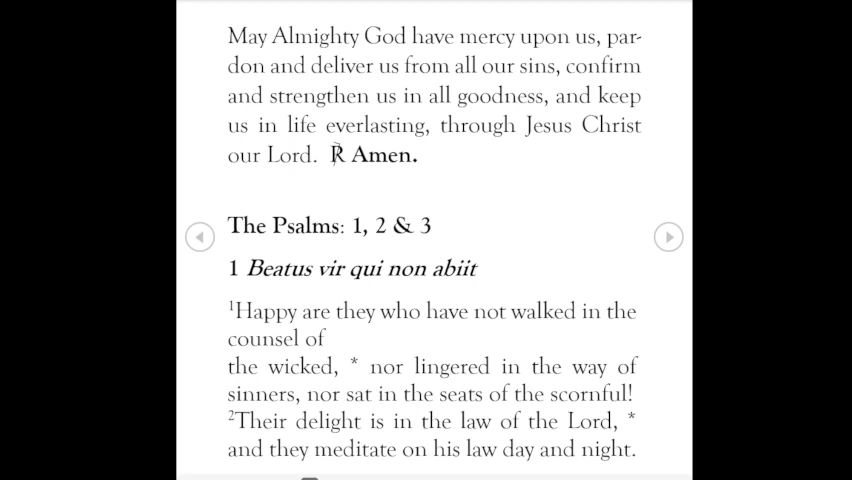 May Almighty God have mercy upon us, par-
don and deliver us from all our sins, confirm
and strengthen us in all goodness, and keep
us in life everlasting, through Jesus Christ
our Lord. ℟ Amen.
The Psalms: 1, 2 & 3
1 Beatus vir qui non abiit
¹Happy are they who have not walked in the
counsel of
the wicked, * nor lingered in the way of
sinners, nor sat in the seats of the scornful!
²Their delight is in the law of the Lord, *
and they meditate on his law day and night.